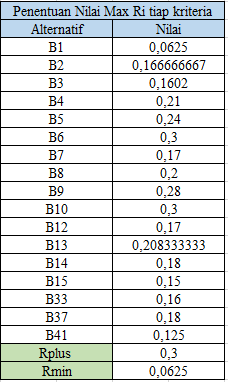 Penentuan Nilai Max Ri tiap kriteria
Alternatif Nilai
B1 0,0625
B2 0,166666667
B3 0,1602
B4 0,21
B5 0,24
B6 0,3
B7 0,17
B8 0,2
B9 0,28
B10 0,3
B12 0,17
B13 0,208333333
B14 0,18
B15 0,15
B33 0,16
B37 0,18
B41 0,125
Rplus 0,3
Rmin 0,0625